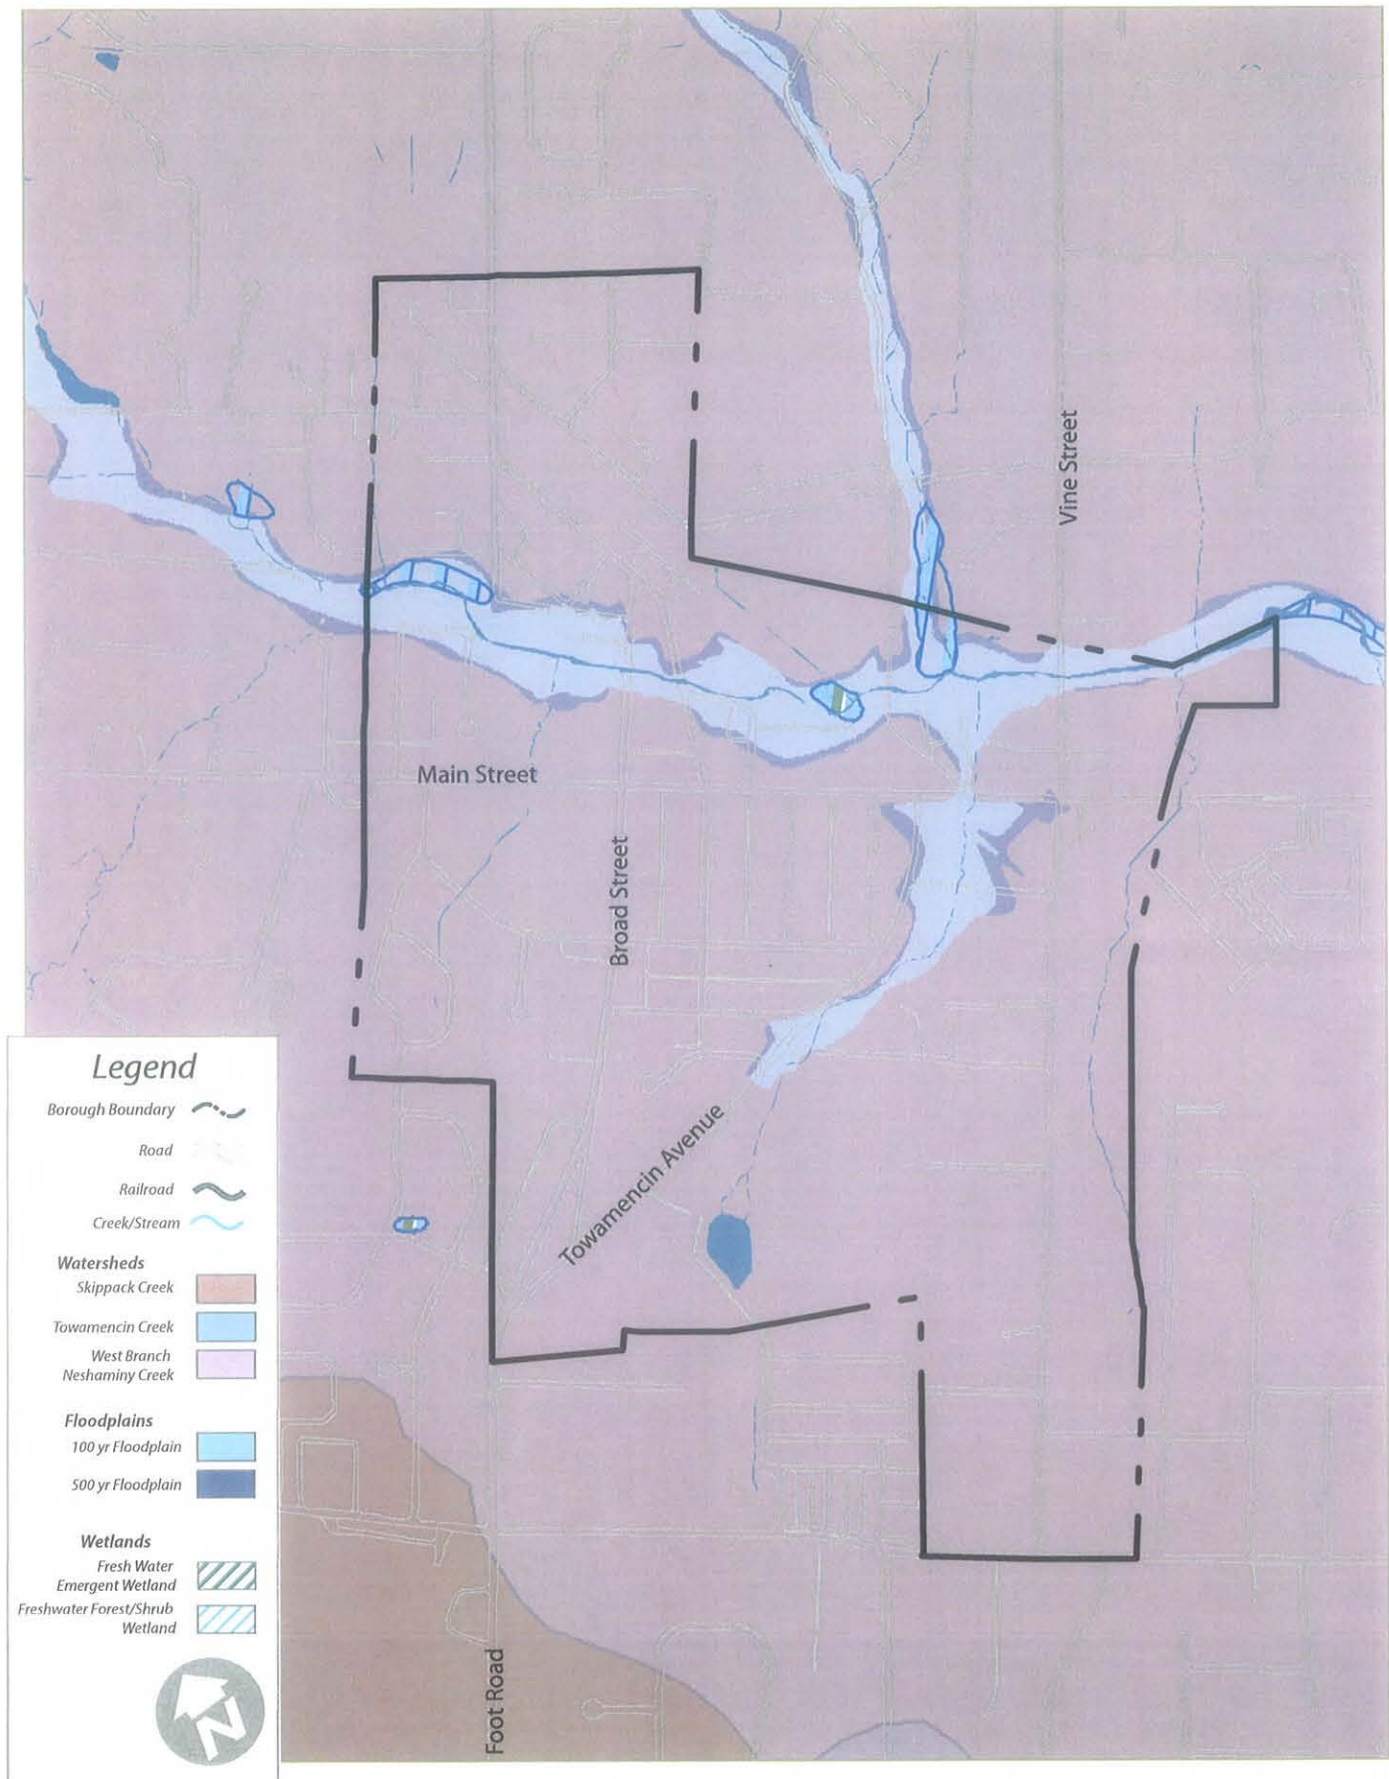 Vine Street
Main Street
Broad Street
Towamencin Avenue
Foot Road
Legend
Borough Boundary
Road
Railroad
Creek/Stream
Watersheds
Skippack Creek
Towamencin Creek
West Branch
Neshaminy Creek
Floodplains
100 yr Floodplain
500 yr Floodplain
Wetlands
Fresh Water
Emergent Wetland
Freshwater Forest/Shrub
Wetland
N